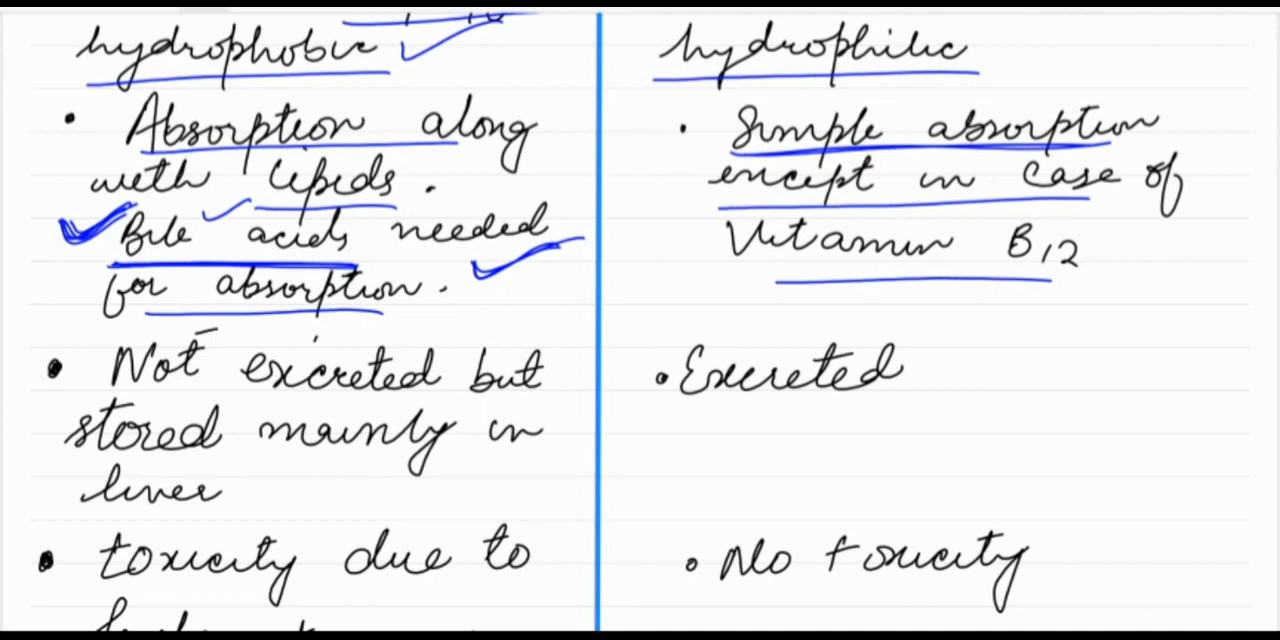 hydrophobic
Absorption along
with lipids.
Bile acids needed
for absorption.
• Not excreted but
stored mainly in
liver
• toxicity due to
hydrophilic
• Simple absorption
except in case of
Vitamin B12
• Excreted
• No toxicity